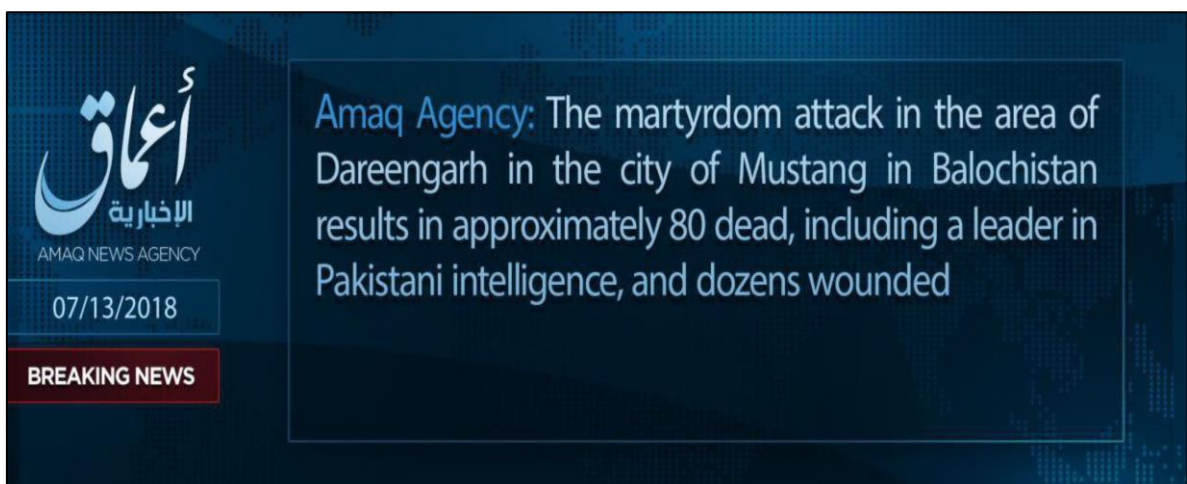 أعماق
الإخبارية
AMAQ NEWS AGENCY
07/13/2018
BREAKING NEWS
Amaq Agency: The martyrdom attack in the area of
Dareengarh in the city of Mustang in Balochistan
results in approximately 80 dead, including a leader in
Pakistani intelligence, and dozens wounded